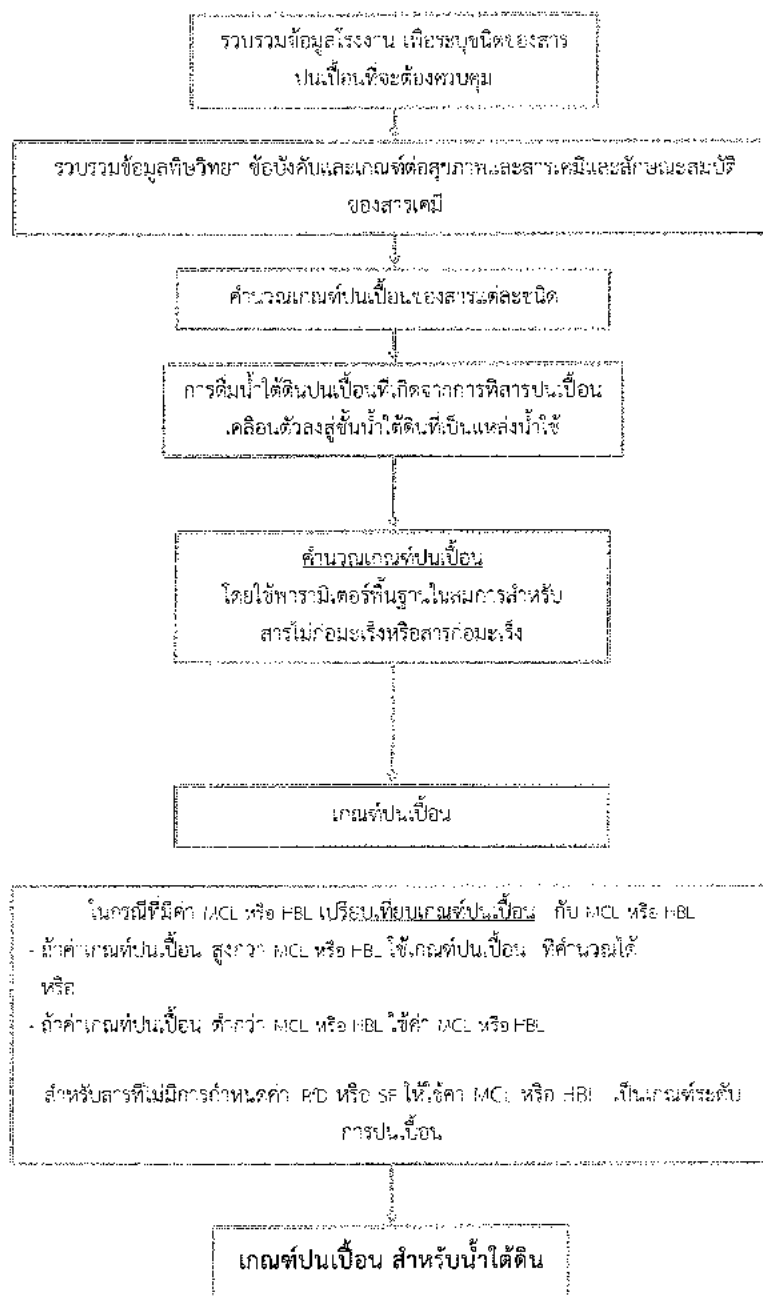 รวบรวมข้อมูลโรงงาน เพื่อระบุชนิดของสาร
ปนเปื้อนที่จะต้องควบคุม
รวบรวมข้อมูลพิษวิทยา ข้อบังคับและเกณฑ์ต่อสุขภาพและสารเคมีและลักษณะสมบัติ
ของสารเคมี
คำนวณเกณฑ์ปนเปื้อนของสารแต่ละชนิด
การดื่มน้ำใต้ดินปนเปื้อนที่เกิดจากการที่สารปนเปื้อน
เคลื่อนตัวลงสู่ชั้นน้ำใต้ดินที่เป็นแหล่งน้ำใช้
คำนวณเกณฑ์ปนเปื้อน
โดยใช้พารามิเตอร์พื้นฐานในสมการสำหรับ
สารไม่ก่อมะเร็งหรือสารก่อมะเร็ง
เกณฑ์ปนเปื้อน
ในกรณีที่มีค่า MCL หรือ HBL เปรียบเทียบเกณฑ์ปนเปื้อน กับ MCL หรือ HBL
- ถ้าค่าเกณฑ์ปนเปื้อน สูงกว่า MCL หรือ HBL ใช้เกณฑ์ปนเปื้อน ที่คำนวณได้
หรือ
- ถ้าค่าเกณฑ์ปนเปื้อน ต่ำกว่า MCL หรือ HBL ใช้ค่า MCL หรือ HBL
สำหรับสารที่ไม่มีการกำหนดค่า RfD หรือ SF ให้ใช้ค่า MCL หรือ HBL เป็นเกณฑ์ระดับ
การปนเปื้อน
เกณฑ์ปนเปื้อน สำหรับน้ำใต้ดิน